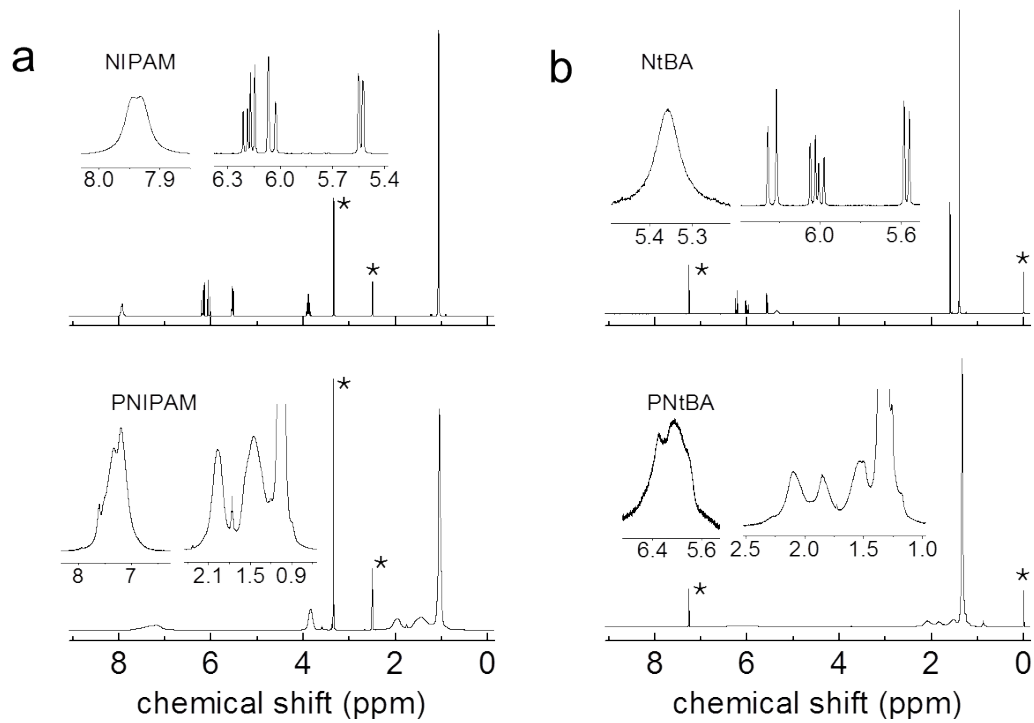 a
NIPAM
8.0 7.9
6.3 6.0 5.7 5.4
*
*
PNIPAM
8 7
2.1 1.5 0.9
*
*
8 6 4 2 0
chemical shift (ppm)
b
NtBA
5.4 5.3
6.0 5.6
*
*
PNtBA
6.4 5.6
2.5 2.0 1.5 1.0
*
*
8 6 4 2 0
chemical shift (ppm)